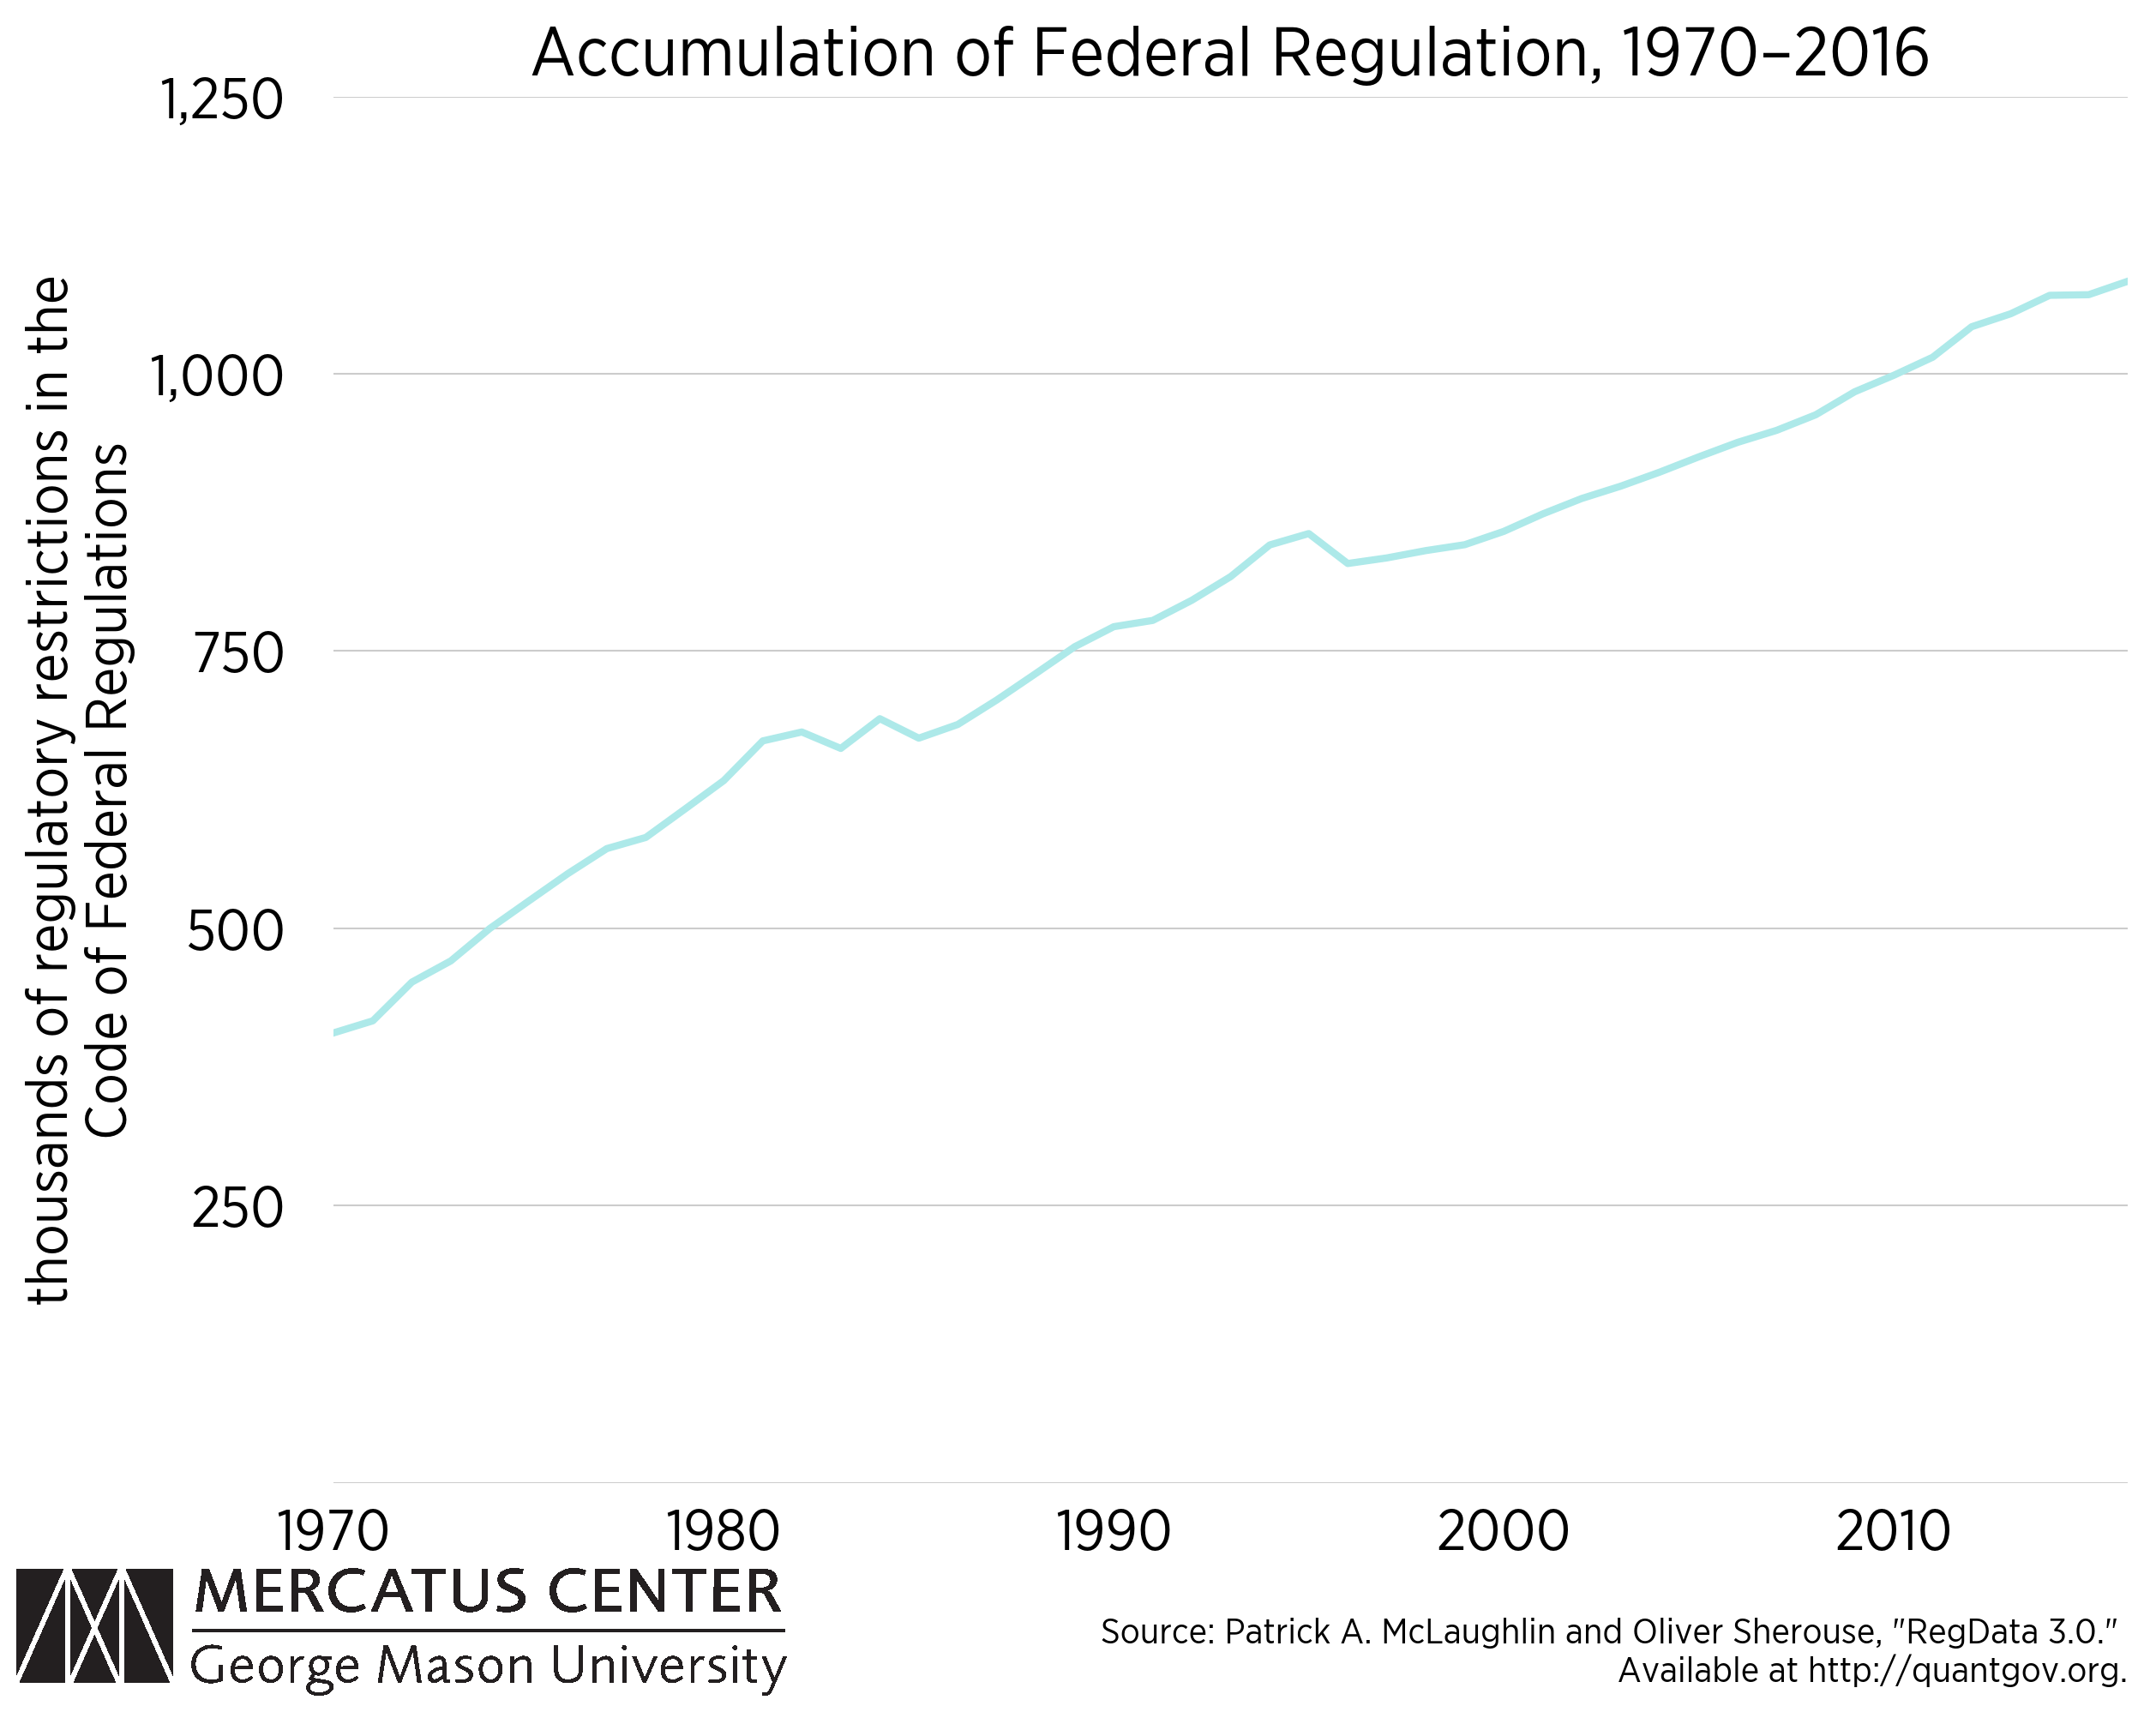 Accumulation of Federal Regulation, 1970–2016
thousands of regulatory restrictions in the
Code of Federal Regulations
1,250
1,000
750
500
250
1970 1980 1990 2000 2010
MERCATUS CENTER
George Mason University
Source: Patrick A. McLaughlin and Oliver Sherouse, "RegData 3.0."
Available at http://quantgov.org.